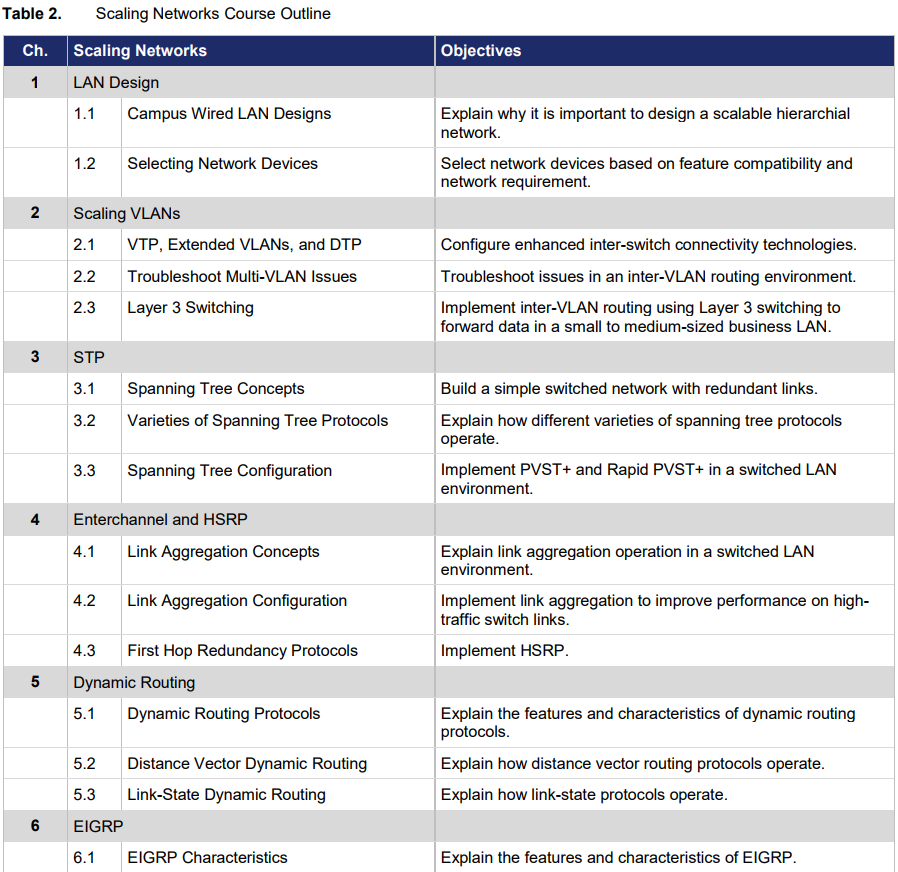 Table 2. Scaling Networks Course Outline
Ch. Scaling Networks Objectives
1 LAN Design
1.1 Campus Wired LAN Designs Explain why it is important to design a scalable hierarchial
network.
1.2 Selecting Network Devices Select network devices based on feature compatibility and
network requirement.
2 Scaling VLANs
2.1 VTP, Extended VLANs, and DTP Configure enhanced inter-switch connectivity technologies.
2.2 Troubleshoot Multi-VLAN Issues Troubleshoot issues in an inter-VLAN routing environment.
2.3 Layer 3 Switching Implement inter-VLAN routing using Layer 3 switching to
forward data in a small to medium-sized business LAN.
3 STP
3.1 Spanning Tree Concepts Build a simple switched network with redundant links.
3.2 Varieties of Spanning Tree Protocols Explain how different varieties of spanning tree protocols
operate.
3.3 Spanning Tree Configuration Implement PVST+ and Rapid PVST+ in a switched LAN
environment.
4 Enterchannel and HSRP
4.1 Link Aggregation Concepts Explain link aggregation operation in a switched LAN
environment.
4.2 Link Aggregation Configuration Implement link aggregation to improve performance on high-
traffic switch links.
4.3 First Hop Redundancy Protocols Implement HSRP.
5 Dynamic Routing
5.1 Dynamic Routing Protocols Explain the features and characteristics of dynamic routing
protocols.
5.2 Distance Vector Dynamic Routing Explain how distance vector routing protocols operate.
5.3 Link-State Dynamic Routing Explain how link-state protocols operate.
6 EIGRP
6.1 EIGRP Characteristics Explain the features and characteristics of EIGRP.